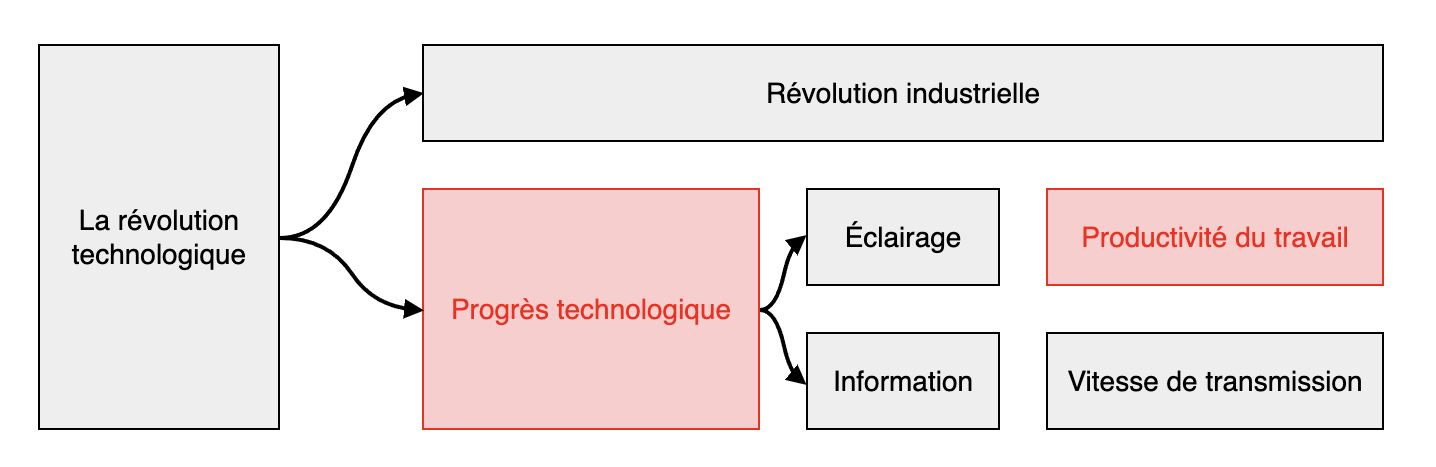 La révolution
technologique
Révolution industrielle
Progrès technologique
Éclairage
Productivité du travail
Information
Vitesse de transmission